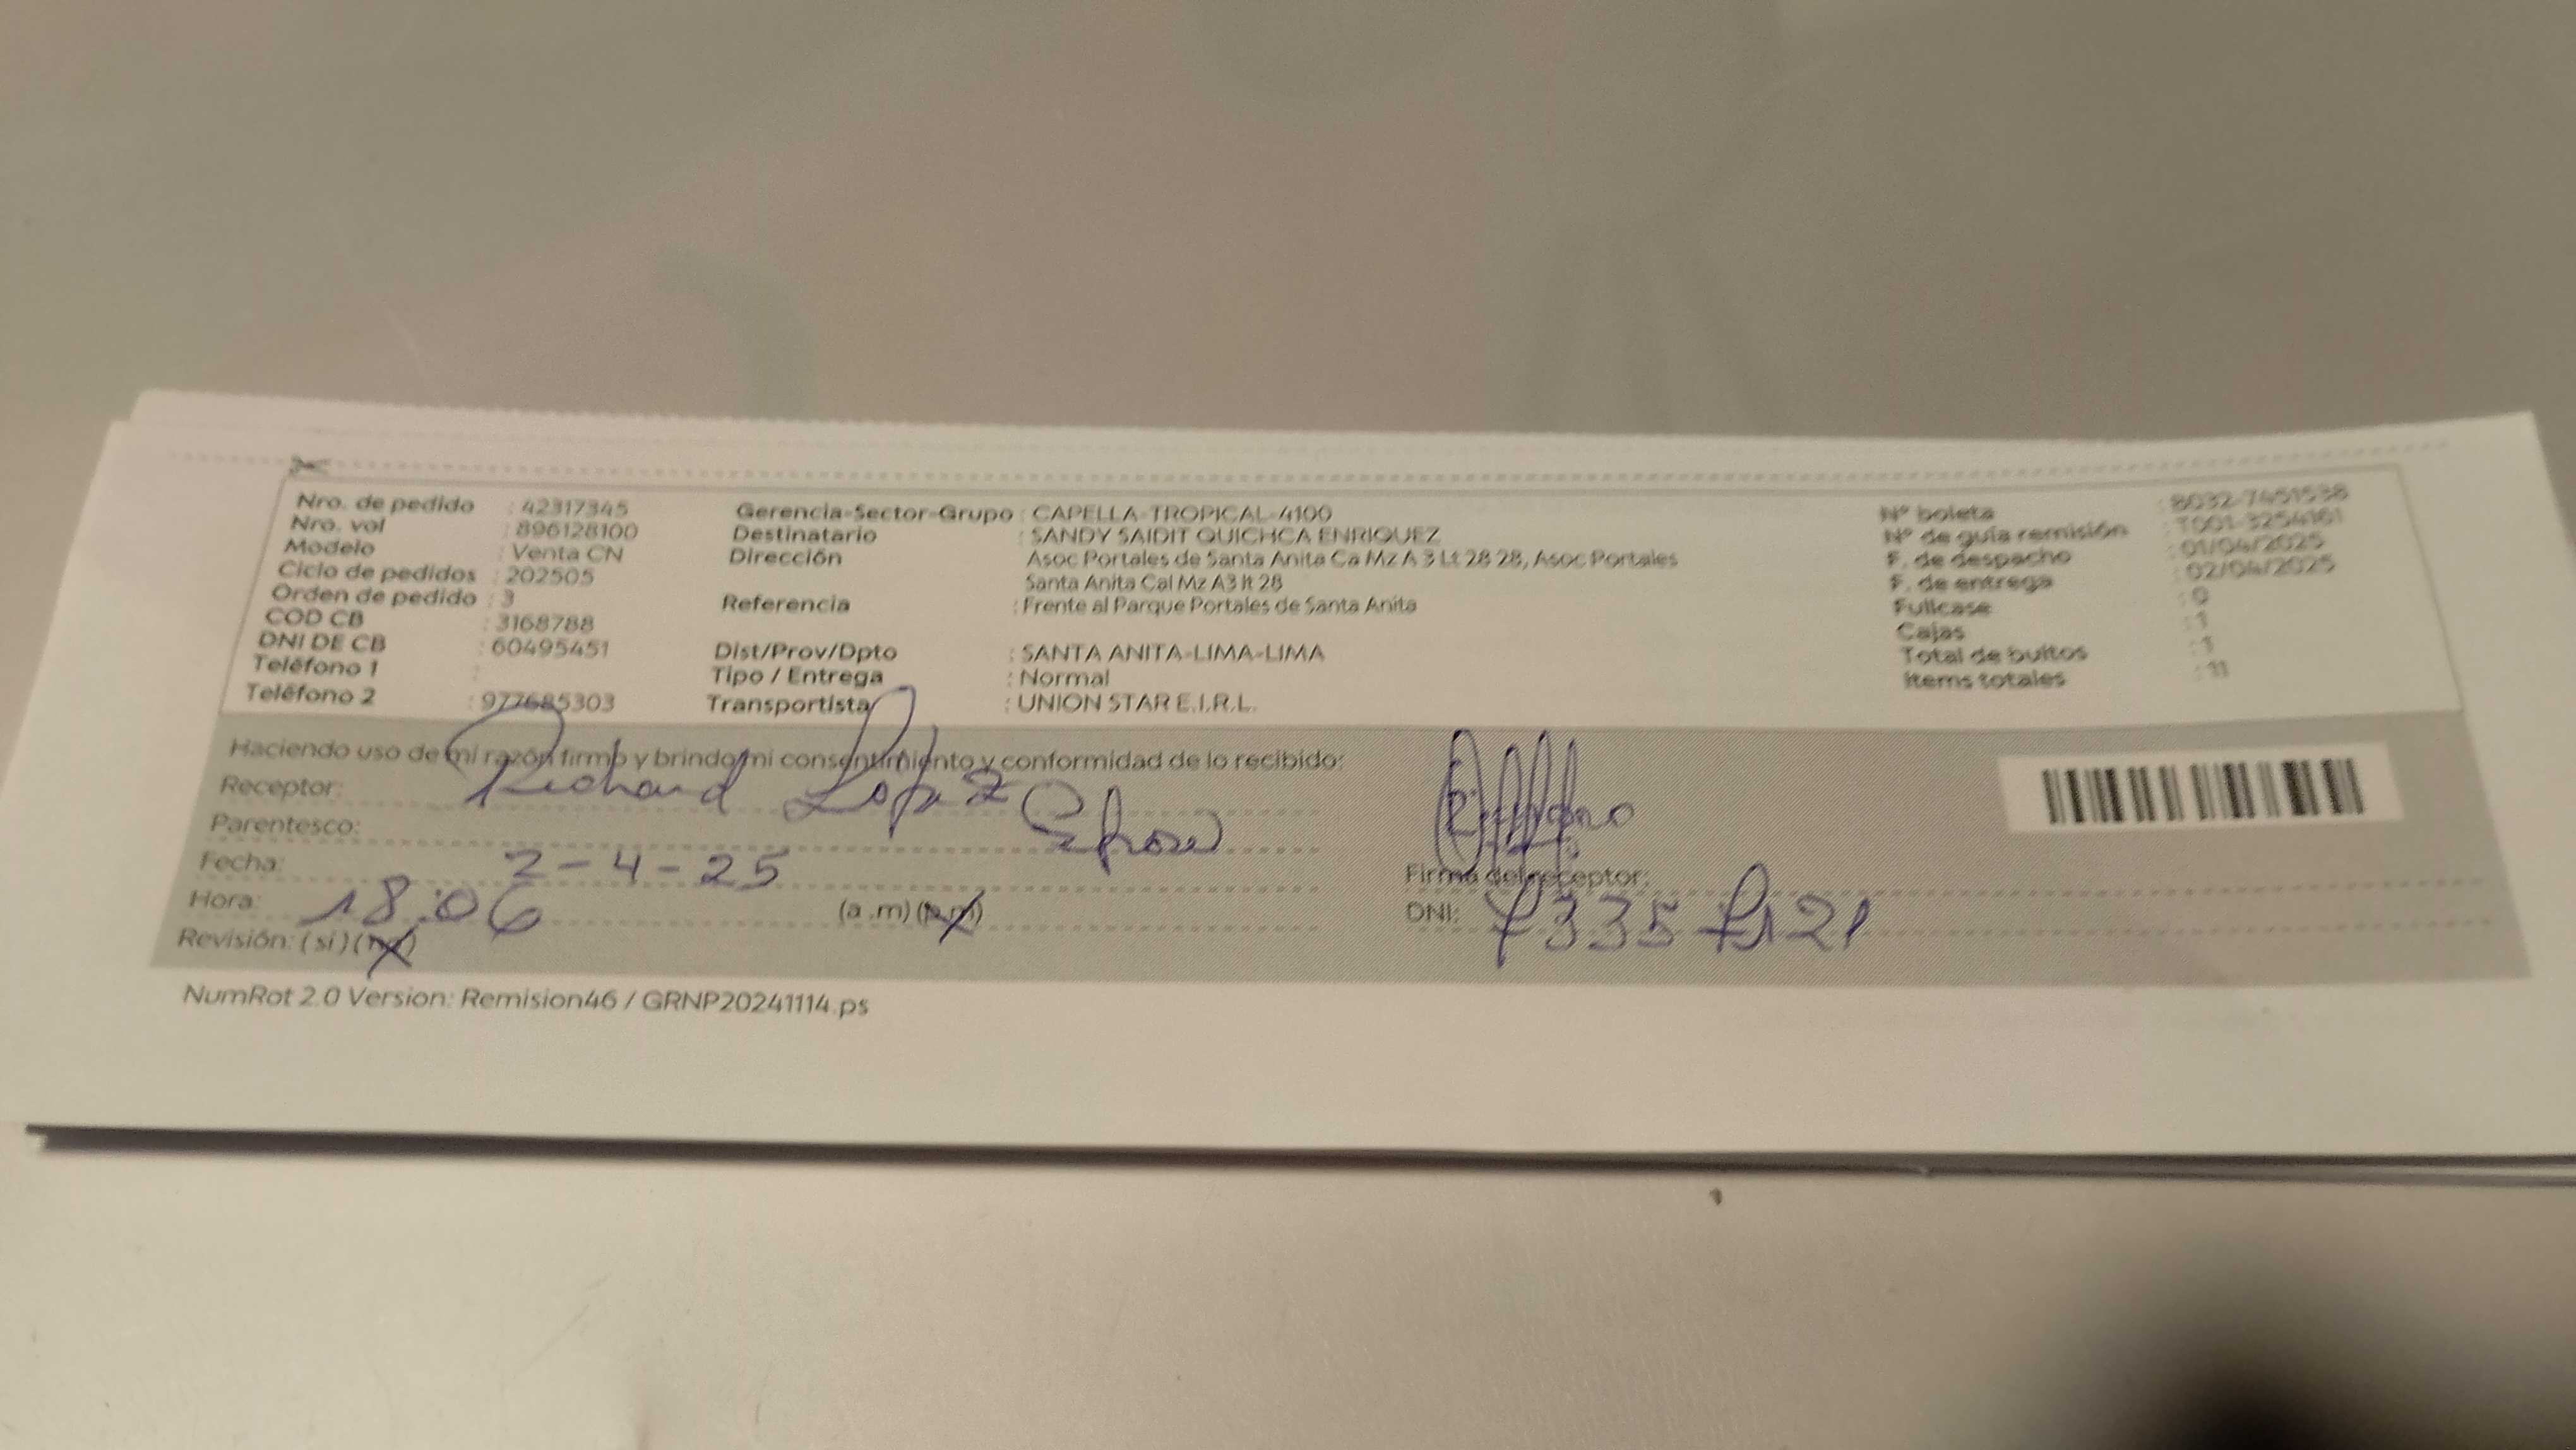 Nro. de pedido : 42317345
Nro. vol : 896128100
Modelo : Venta CN
Ciclo de pedidos : 202505
Orden de pedido : 3
COD CB : 3168788
DNI DE CB : 60495451
Teléfono 1 :
Teléfono 2 : 977685303
Gerencia-Sector-Grupo : CAPELLA-TROPICAL-4100
Destinatario : SANDY SAIDIT QUICHCA ENRIQUEZ
Dirección Asoc Portales de Santa Anita Ca Mz A 3 Lt 28 28, Asoc Portales
Santa Anita Cal Mz A3 lt 28
Referencia : Frente al Parque Portales de Santa Anita
Dist/Prov/Dpto : SANTA ANITA-LIMA-LIMA
Tipo / Entrega : Normal
Transportista : UNION STAR E.I.R.L.
Nº boleta : B032-7451538
Nº de guía remisión : T001-3254161
F. de despacho : 01/04/2025
F. de entrega : 02/04/2025
Fullcase : 0
Cajas : 1
Total de bultos : 1
Items totales : 11
Haciendo uso de mi razón firmo y brindo mi consentimiento y conformidad de lo recibido:
Receptor: Richard Lopez
Parentesco: Esposo
Fecha: 2-4-25
Hora: 18:06 (a .m) (p.m)
Revisión: (si) (no)
Firma del receptor:
DNI:
NumRot 2.0 Version: Remision46 / GRNP20241114.ps